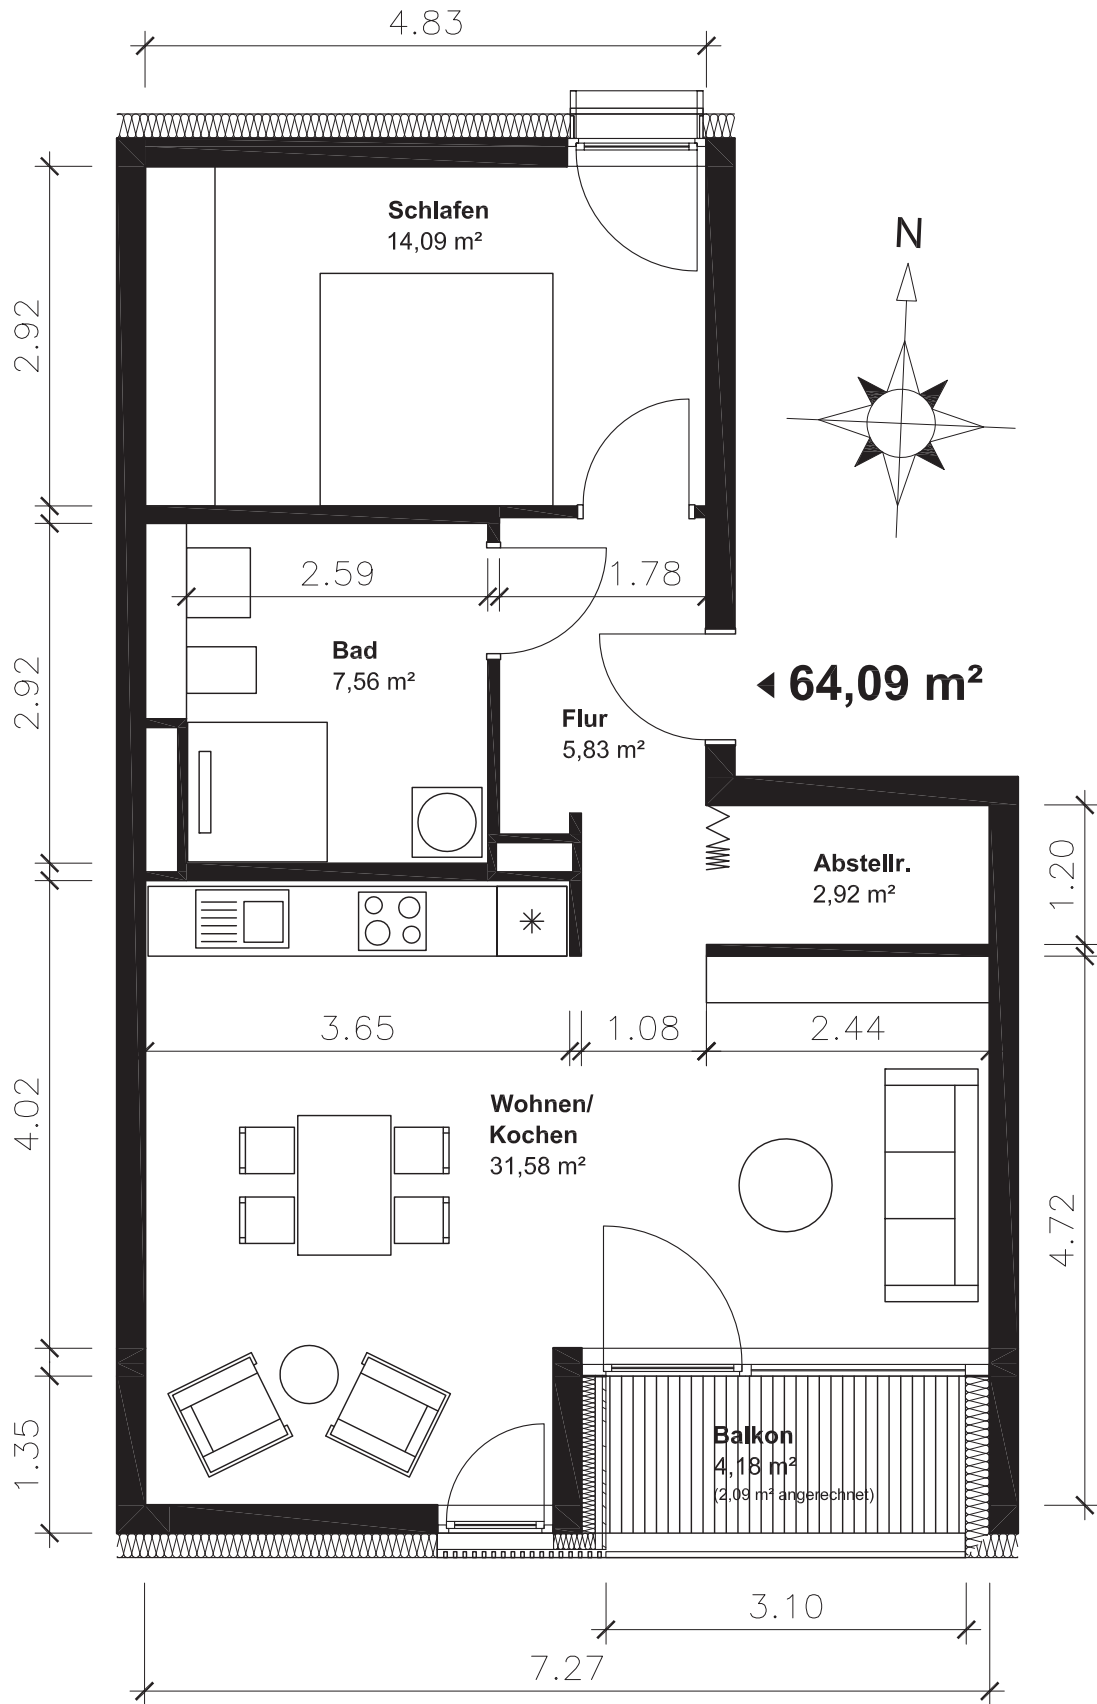 4.83
Schlafen
14,09 m²
N
2.92
2.59
1.78
Bad
7,56 m²
64,09 m²
2.92
Flur
5,83 m²
Abstellr.
2,92 m²
1.20
3.65
1.08
2.44
4.02
Wohnen/
Kochen
31,58 m²
4.72
1.35
Balkon
4,18 m²
(2,09 m² angerechnet)
3.10
7.27